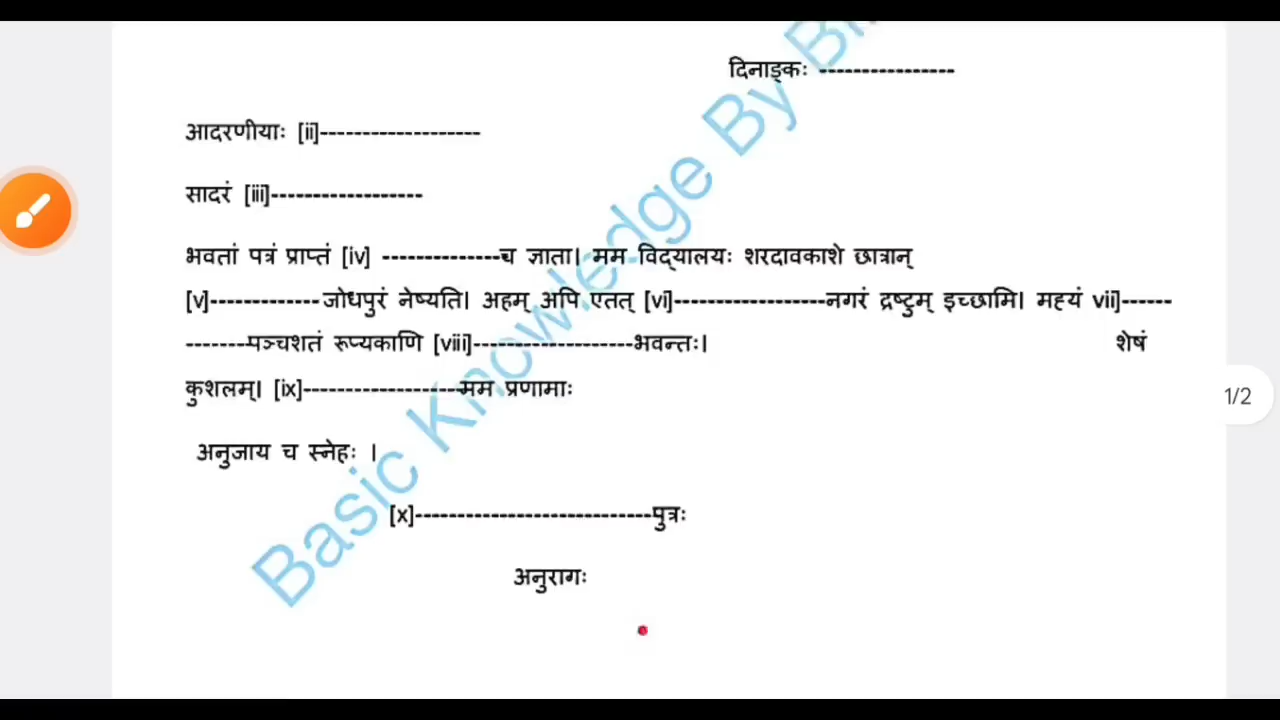 दिनाङ्कः ----------------
आदरणीयाः [ii]-------------------
सादरं [iii]------------------
भवतां पत्रं प्राप्तं [iv] --------------च ज्ञाता। मम विद्यालयः शरदावकाशे छात्रान्
[v]-------------जोधपुरं नेष्यति। अहम् अपि एतत् [vi]------------------नगरं द्रष्टुम् इच्छामि। मह्यं vii]------
--------पञ्चशतं रूप्यकाणि [viii]-------------------भवन्तः। शेषं
कुशलम्। [ix]-------------------मम प्रणामाः
1/2
अनुजाय च स्नेहः ।
[x]----------------------------पुत्रः
अनुरागः
Basic Knowledge By